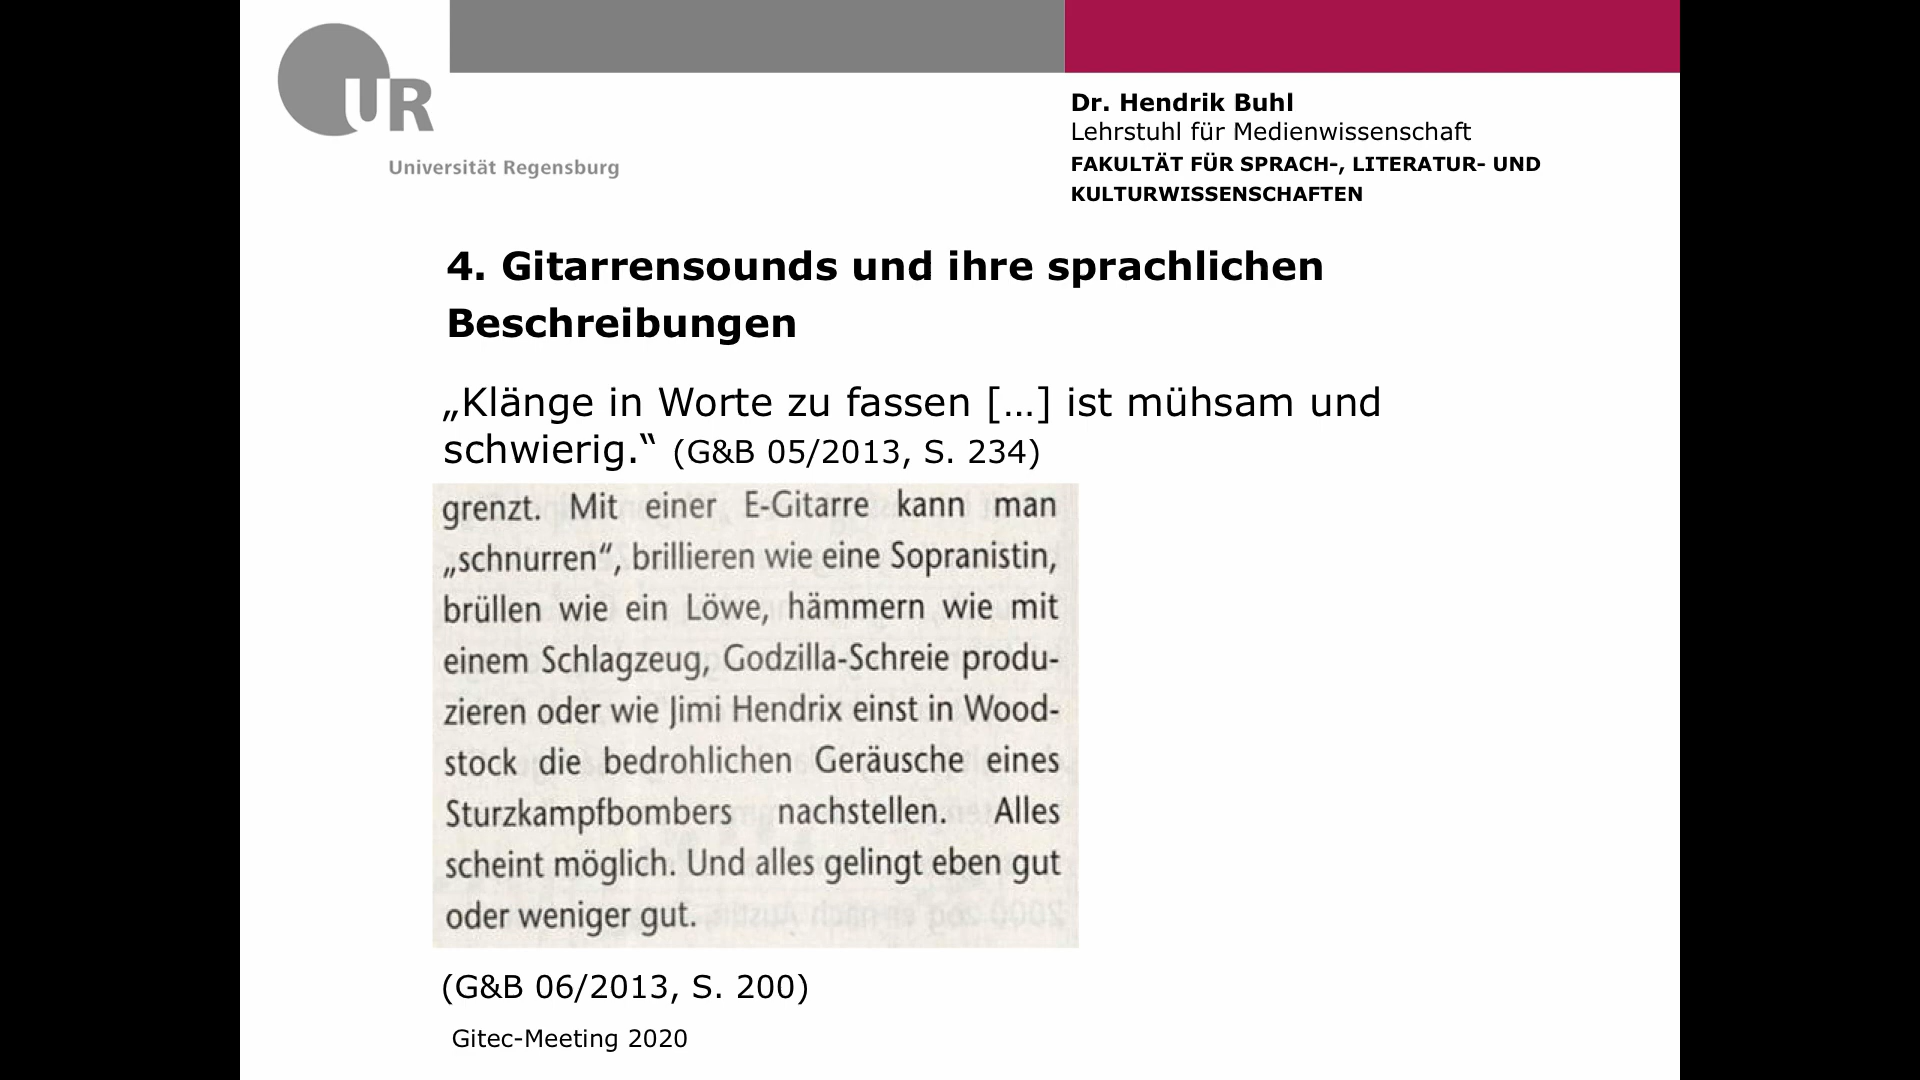 UR
Universität Regensburg
Dr. Hendrik Buhl
Lehrstuhl für Medienwissenschaft
FAKULTÄT FÜR SPRACH-, LITERATUR- UND
KULTURWISSENSCHAFTEN
4. Gitarrensounds und ihre sprachlichen
Beschreibungen
„Klänge in Worte zu fassen […] ist mühsam und
schwierig.“ (G&B 05/2013, S. 234)
grenzt. Mit einer E-Gitarre kann man
„schnurren“, brillieren wie eine Sopranistin,
brüllen wie ein Löwe, hämmern wie mit
einem Schlagzeug, Godzilla-Schreie produ-
zieren oder wie Jimi Hendrix einst in Wood-
stock die bedrohlichen Geräusche eines
Sturzkampfbombers nachstellen. Alles
scheint möglich. Und alles gelingt eben gut
oder weniger gut.
(G&B 06/2013, S. 200)
Gitec-Meeting 2020